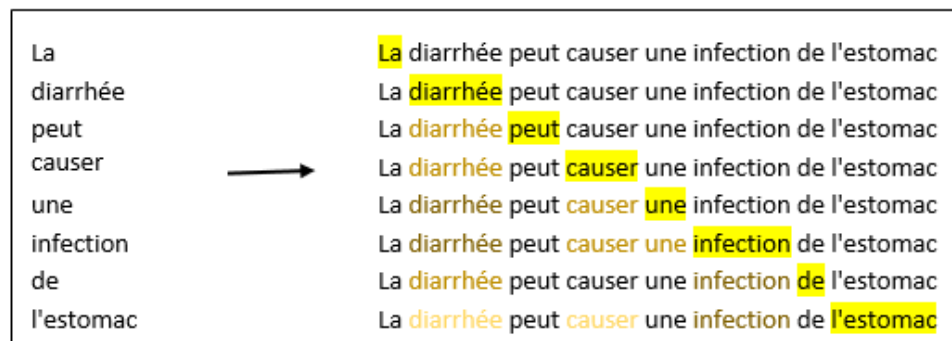 La La diarrhée peut causer une infection de l'estomac
diarrhée La diarrhée peut causer une infection de l'estomac
peut La diarrhée peut causer une infection de l'estomac
causer La diarrhée peut causer une infection de l'estomac
une La diarrhée peut causer une infection de l'estomac
infection La diarrhée peut causer une infection de l'estomac
de La diarrhée peut causer une infection de l'estomac
l'estomac La diarrhée peut causer une infection de l'estomac